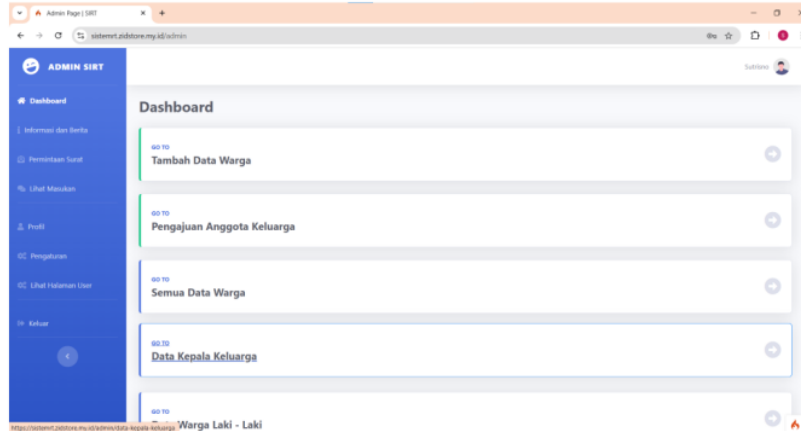 Admin Page | SIRT
sistemrt.zidstore.my.id/admin
ADMIN SIRT
Sutrisno
Dashboard
Informasi dan Berita
Permintaan Surat
Lihat Masukan
Profil
Pengaturan
Lihat Halaman User
Keluar
Dashboard
GO TO
Tambah Data Warga
GO TO
Pengajuan Anggota Keluarga
GO TO
Semua Data Warga
GO TO
Data Kepala Keluarga
GO TO
Warga Laki - Laki
https://sistemrt.zidstore.my.id/admin/data-kepala-keluarga